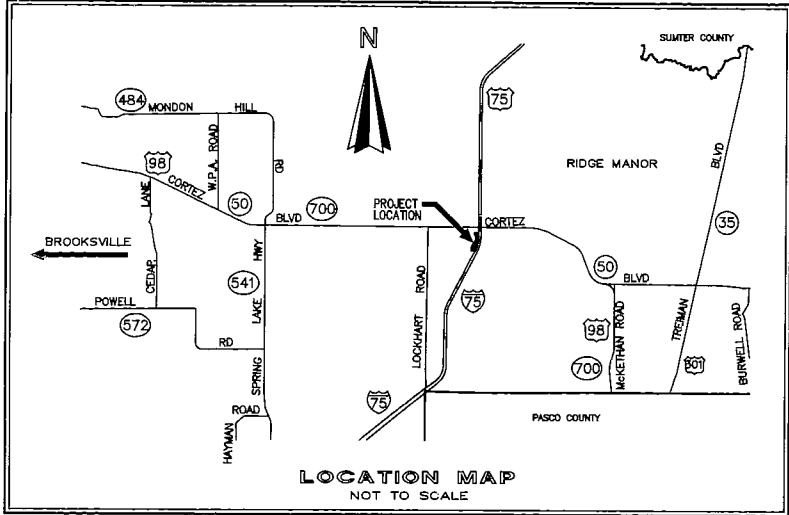 SUMTER COUNTY
N
484
MONDON HILL RD
75
W.P.A. ROAD
RIDGE MANOR
BLVD
98
LANE
CORTEZ
50
BLVD
700
PROJECT
LOCATION
CORTEZ
35
BROOKSVILLE
CEDAR
HWY
541
LAKE
ROAD
75
50
BLVD
POWELL
572
RD
LOCKHART
98
McKETHAN ROAD
TREIMAN
301
BURWELL ROAD
SPRING
75
700
ROAD
HAYMAN
PASCO COUNTY
LOCATION MAP
NOT TO SCALE